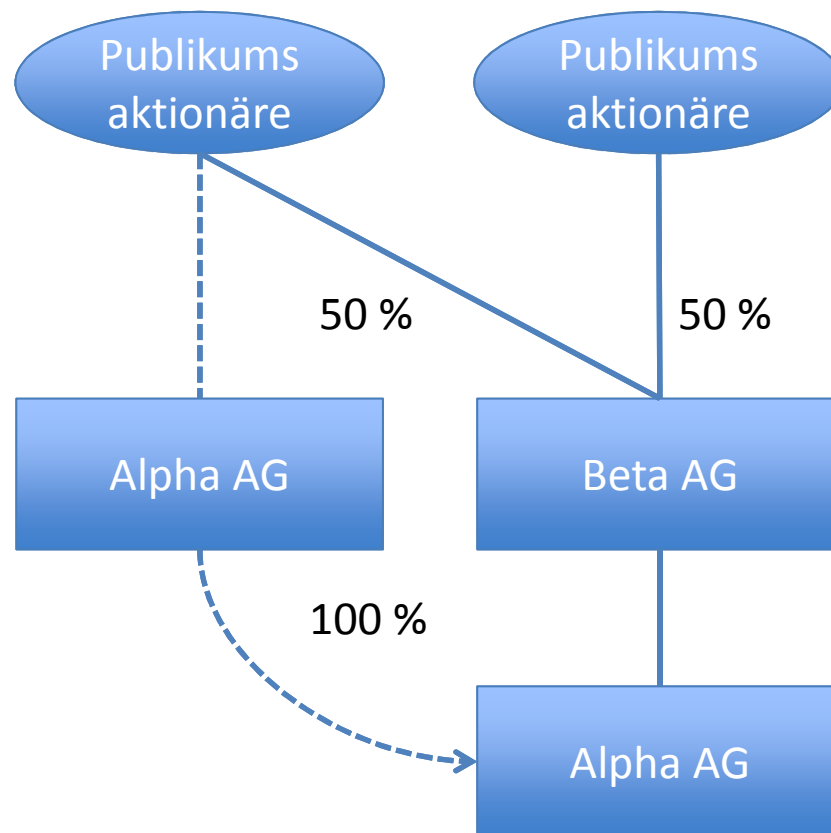 Publikums
aktionäre
Publikums
aktionäre
50 %
50 %
Alpha AG
Beta AG
100 %
Alpha AG